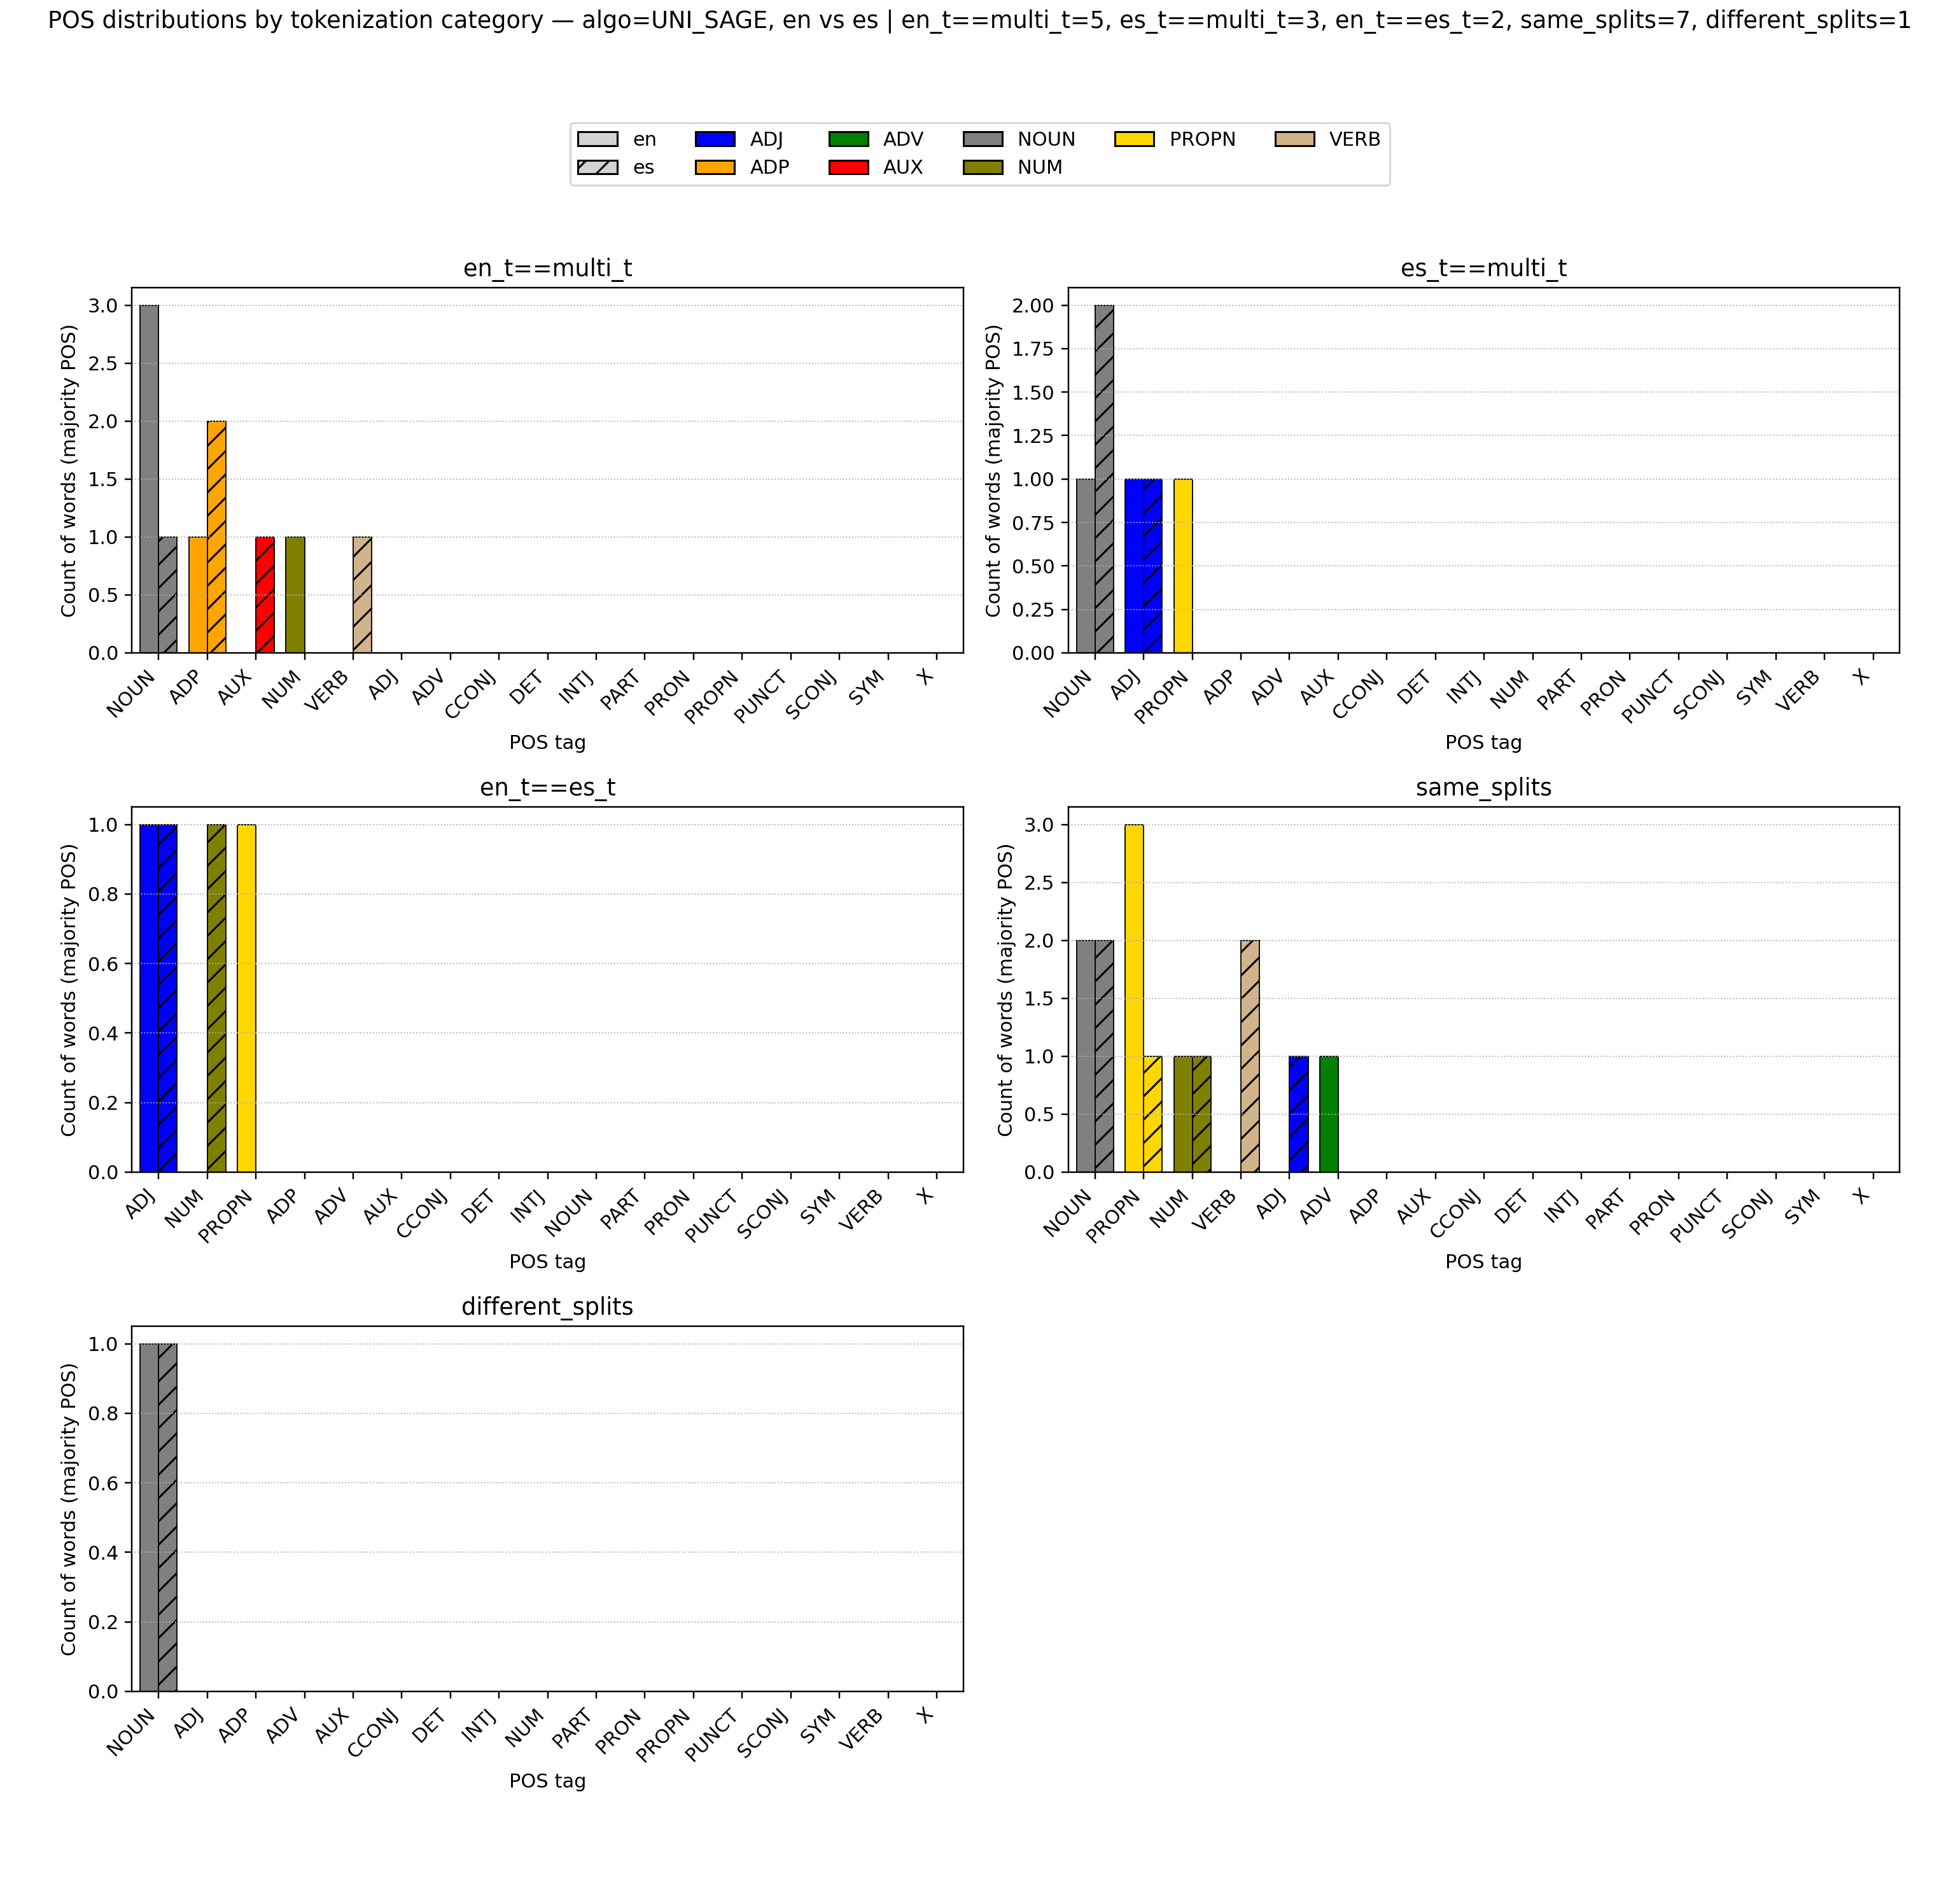 POS distributions by tokenization category — algo=UNI_SAGE, en vs es | en_t==multi_t=5, es_t==multi_t=3, en_t==es_t=2, same_splits=7, different_splits=1
en ADJ ADV NOUN PROPN VERB
es ADP AUX NUM
en_t==multi_t
Count of words (majority POS)
3.0
2.5
2.0
1.5
1.0
0.5
0.0
NOUN ADP AUX NUM VERB ADJ ADV CCONJ DET INTJ PART PRON PROPN PUNCT SCONJ SYM X
POS tag
es_t==multi_t
Count of words (majority POS)
2.00
1.75
1.50
1.25
1.00
0.75
0.50
0.25
0.00
NOUN ADJ PROPN ADP ADV AUX CCONJ DET INTJ NUM PART PRON PUNCT SCONJ SYM VERB X
POS tag
en_t==es_t
Count of words (majority POS)
1.0
0.8
0.6
0.4
0.2
0.0
ADJ NUM PROPN ADP ADV AUX CCONJ DET INTJ NOUN PART PRON PUNCT SCONJ SYM VERB X
POS tag
same_splits
Count of words (majority POS)
3.0
2.5
2.0
1.5
1.0
0.5
0.0
NOUN PROPN NUM VERB ADJ ADV ADP AUX CCONJ DET INTJ PART PRON PUNCT SCONJ SYM X
POS tag
different_splits
Count of words (majority POS)
1.0
0.8
0.6
0.4
0.2
0.0
NOUN ADJ ADP ADV AUX CCONJ DET INTJ NUM PART PRON PROPN PUNCT SCONJ SYM VERB X
POS tag